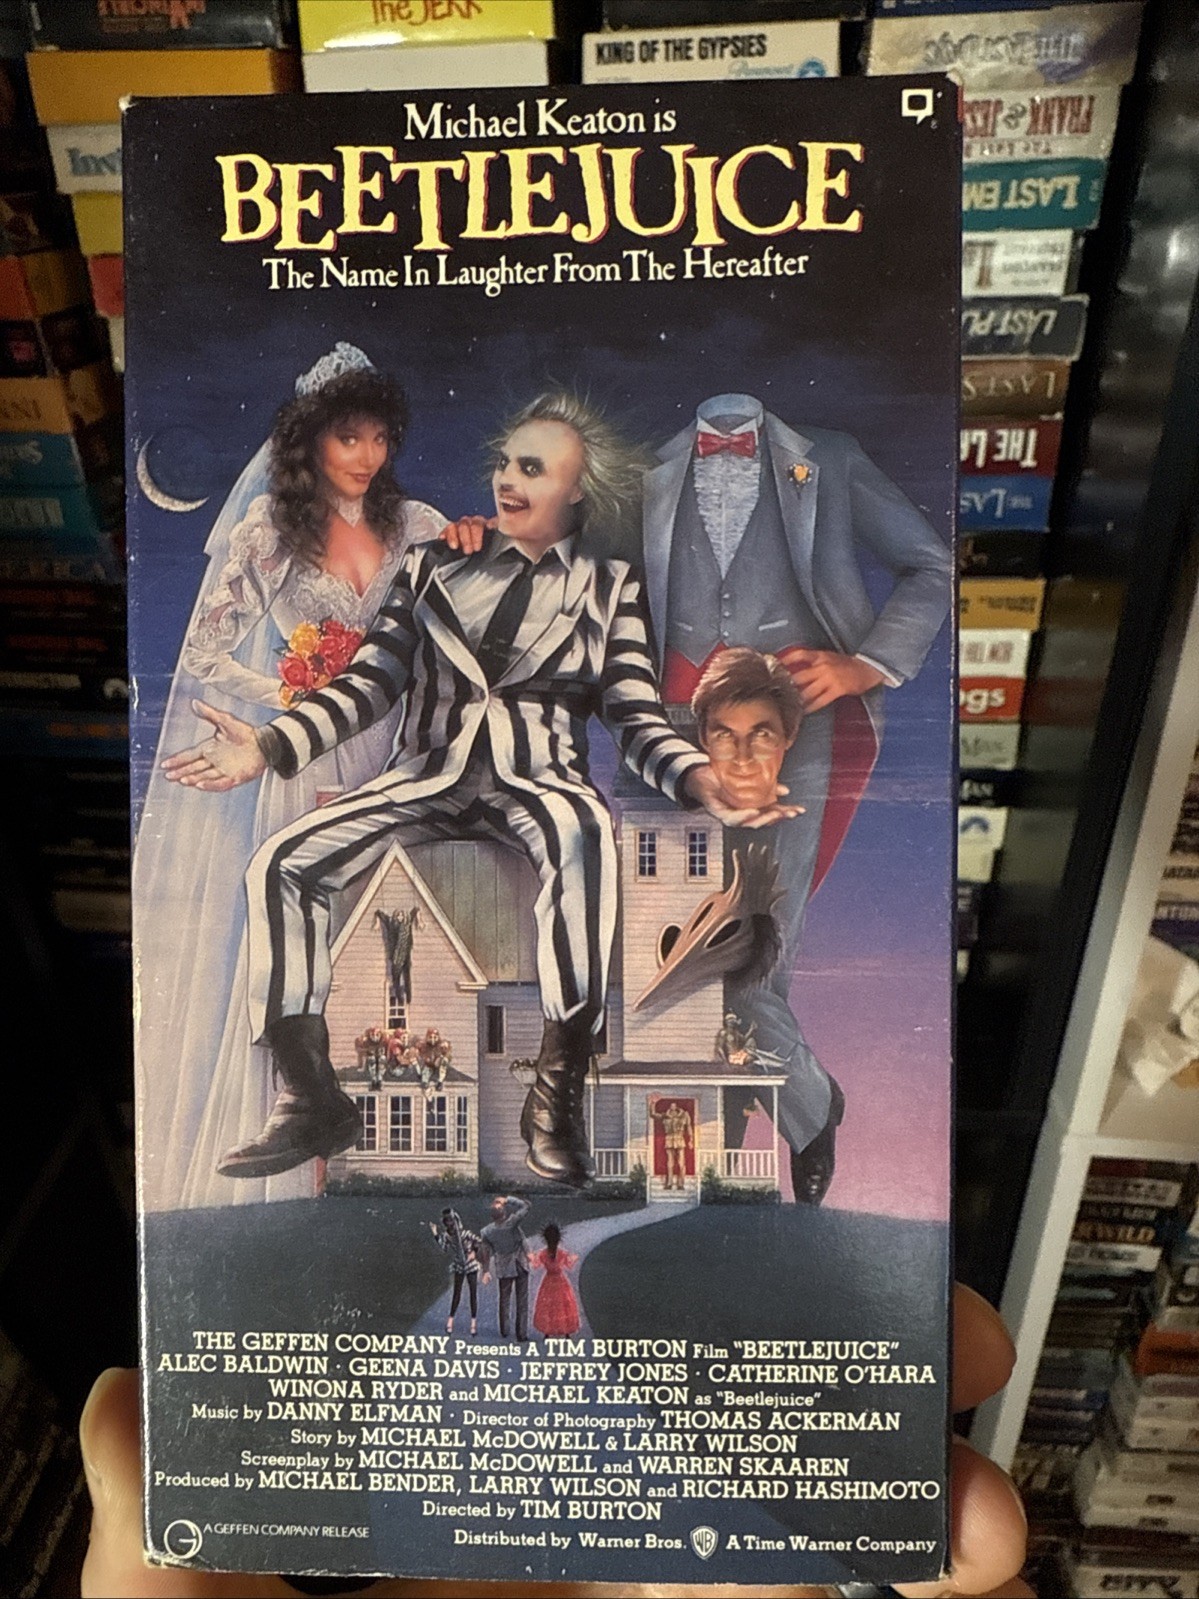 The JERK
KING OF THE GYPSIES
Paramount
Michael Keaton is
BEETLEJUICE
The Name In Laughter From The Hereafter
FRANK & JESSE
LAST EM
THE LA
ogs
THE GEFFEN COMPANY Presents A TIM BURTON Film "BEETLEJUICE"
ALEC BALDWIN · GEENA DAVIS · JEFFREY JONES · CATHERINE O'HARA
WINONA RYDER and MICHAEL KEATON as "Beetlejuice"
Music by DANNY ELFMAN · Director of Photography THOMAS ACKERMAN
Story by MICHAEL McDOWELL & LARRY WILSON
Screenplay by MICHAEL McDOWELL and WARREN SKAAREN
Produced by MICHAEL BENDER, LARRY WILSON and RICHARD HASHIMOTO
Directed by TIM BURTON
A GEFFEN COMPANY RELEASE
Distributed by Warner Bros. WB A Time Warner Company